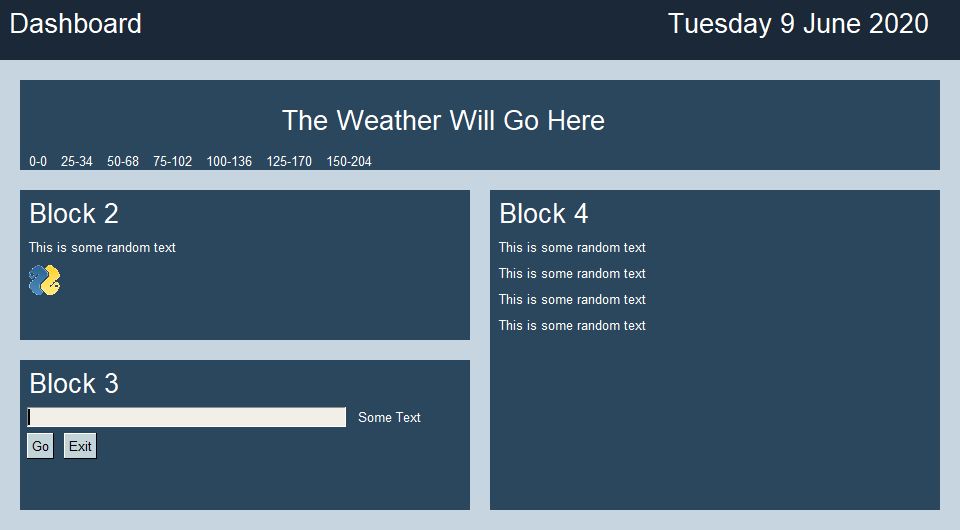 Dashboard
Tuesday 9 June 2020
The Weather Will Go Here
0-0 25-34 50-68 75-102 100-136 125-170 150-204
Block 2
This is some random text
Block 3
Some Text
Go Exit
Block 4
This is some random text
This is some random text
This is some random text
This is some random text